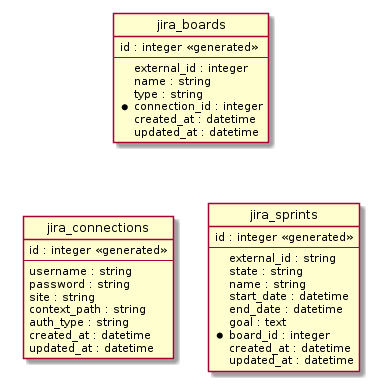 jira_boards
id : integer «generated»
external_id : integer
name : string
type : string
connection_id : integer
created_at : datetime
updated_at : datetime
jira_connections
id : integer «generated»
username : string
password : string
site : string
context_path : string
auth_type : string
created_at : datetime
updated_at : datetime
jira_sprints
id : integer «generated»
external_id : string
state : string
name : string
start_date : datetime
end_date : datetime
goal : text
board_id : integer
created_at : datetime
updated_at : datetime